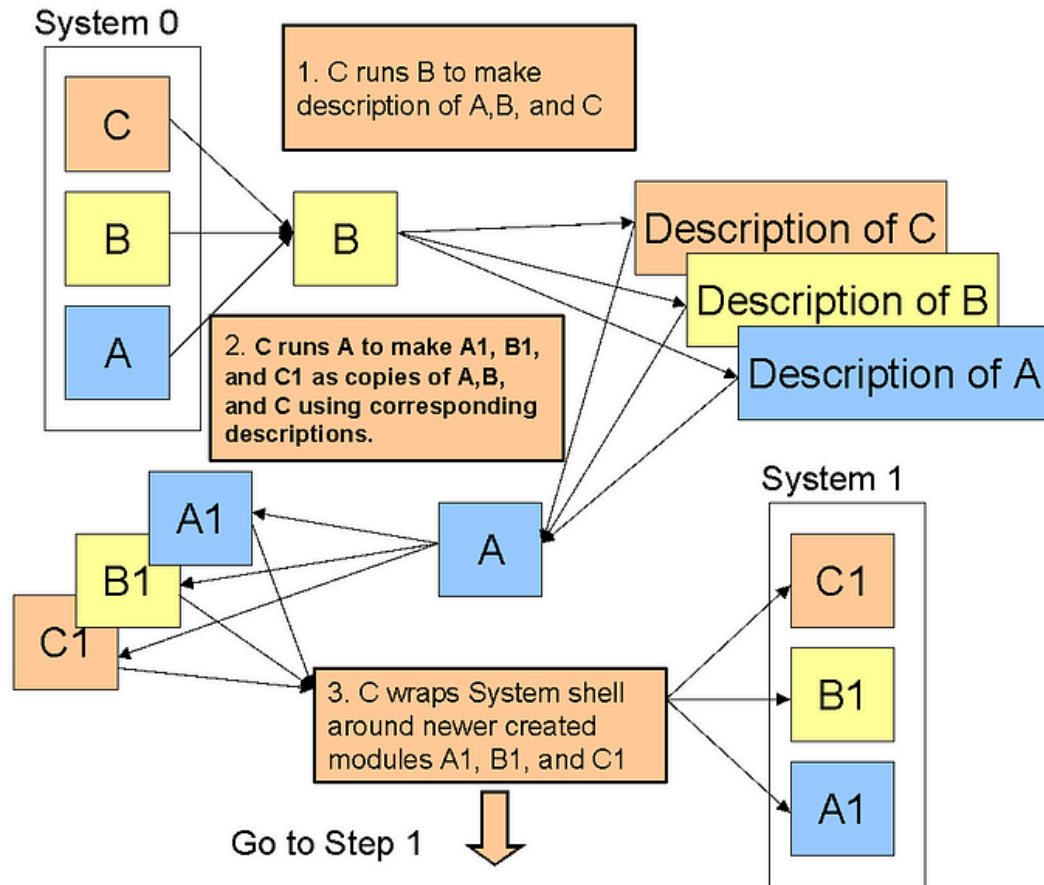 System 0
C
B
A
1. C runs B to make
description of A,B, and C
B
Description of C
Description of B
Description of A
2. C runs A to make A1, B1,
and C1 as copies of A,B,
and C using corresponding
descriptions.
A
A1
B1
C1
3. C wraps System shell
around newer created
modules A1, B1, and C1
Go to Step 1
System 1
C1
B1
A1